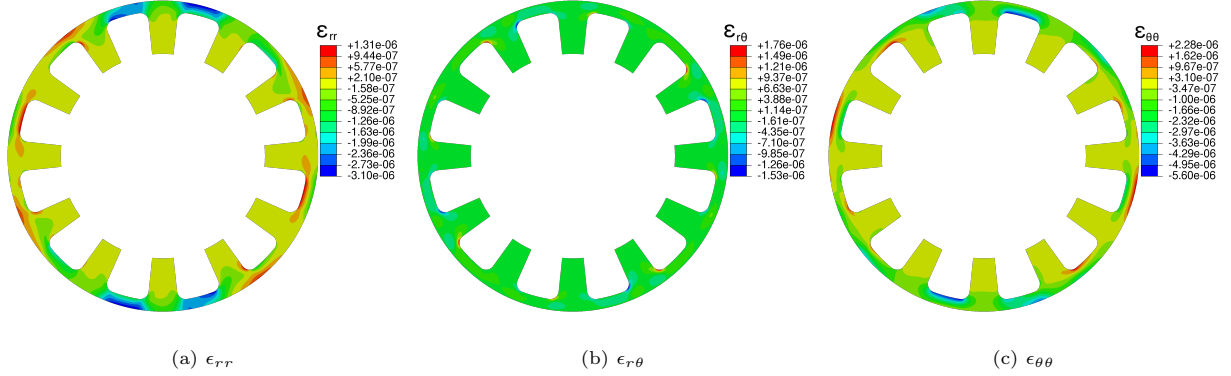 εrr
+1.31e-06
+9.44e-07
+5.77e-07
+2.10e-07
-1.58e-07
-5.25e-07
-8.92e-07
-1.26e-06
-1.63e-06
-1.99e-06
-2.36e-06
-2.73e-06
-3.10e-06
εrθ
+1.76e-06
+1.49e-06
+1.21e-06
+9.37e-07
+6.63e-07
+3.88e-07
+1.14e-07
-1.61e-07
-4.35e-07
-7.10e-07
-9.85e-07
-1.26e-06
-1.53e-06
εθθ
+2.28e-06
+1.62e-06
+9.67e-07
+3.10e-07
-3.47e-07
-1.00e-06
-1.66e-06
-2.32e-06
-2.97e-06
-3.63e-06
-4.29e-06
-4.95e-06
-5.60e-06
(a) ϵrr
(b) ϵrθ
(c) ϵθθ